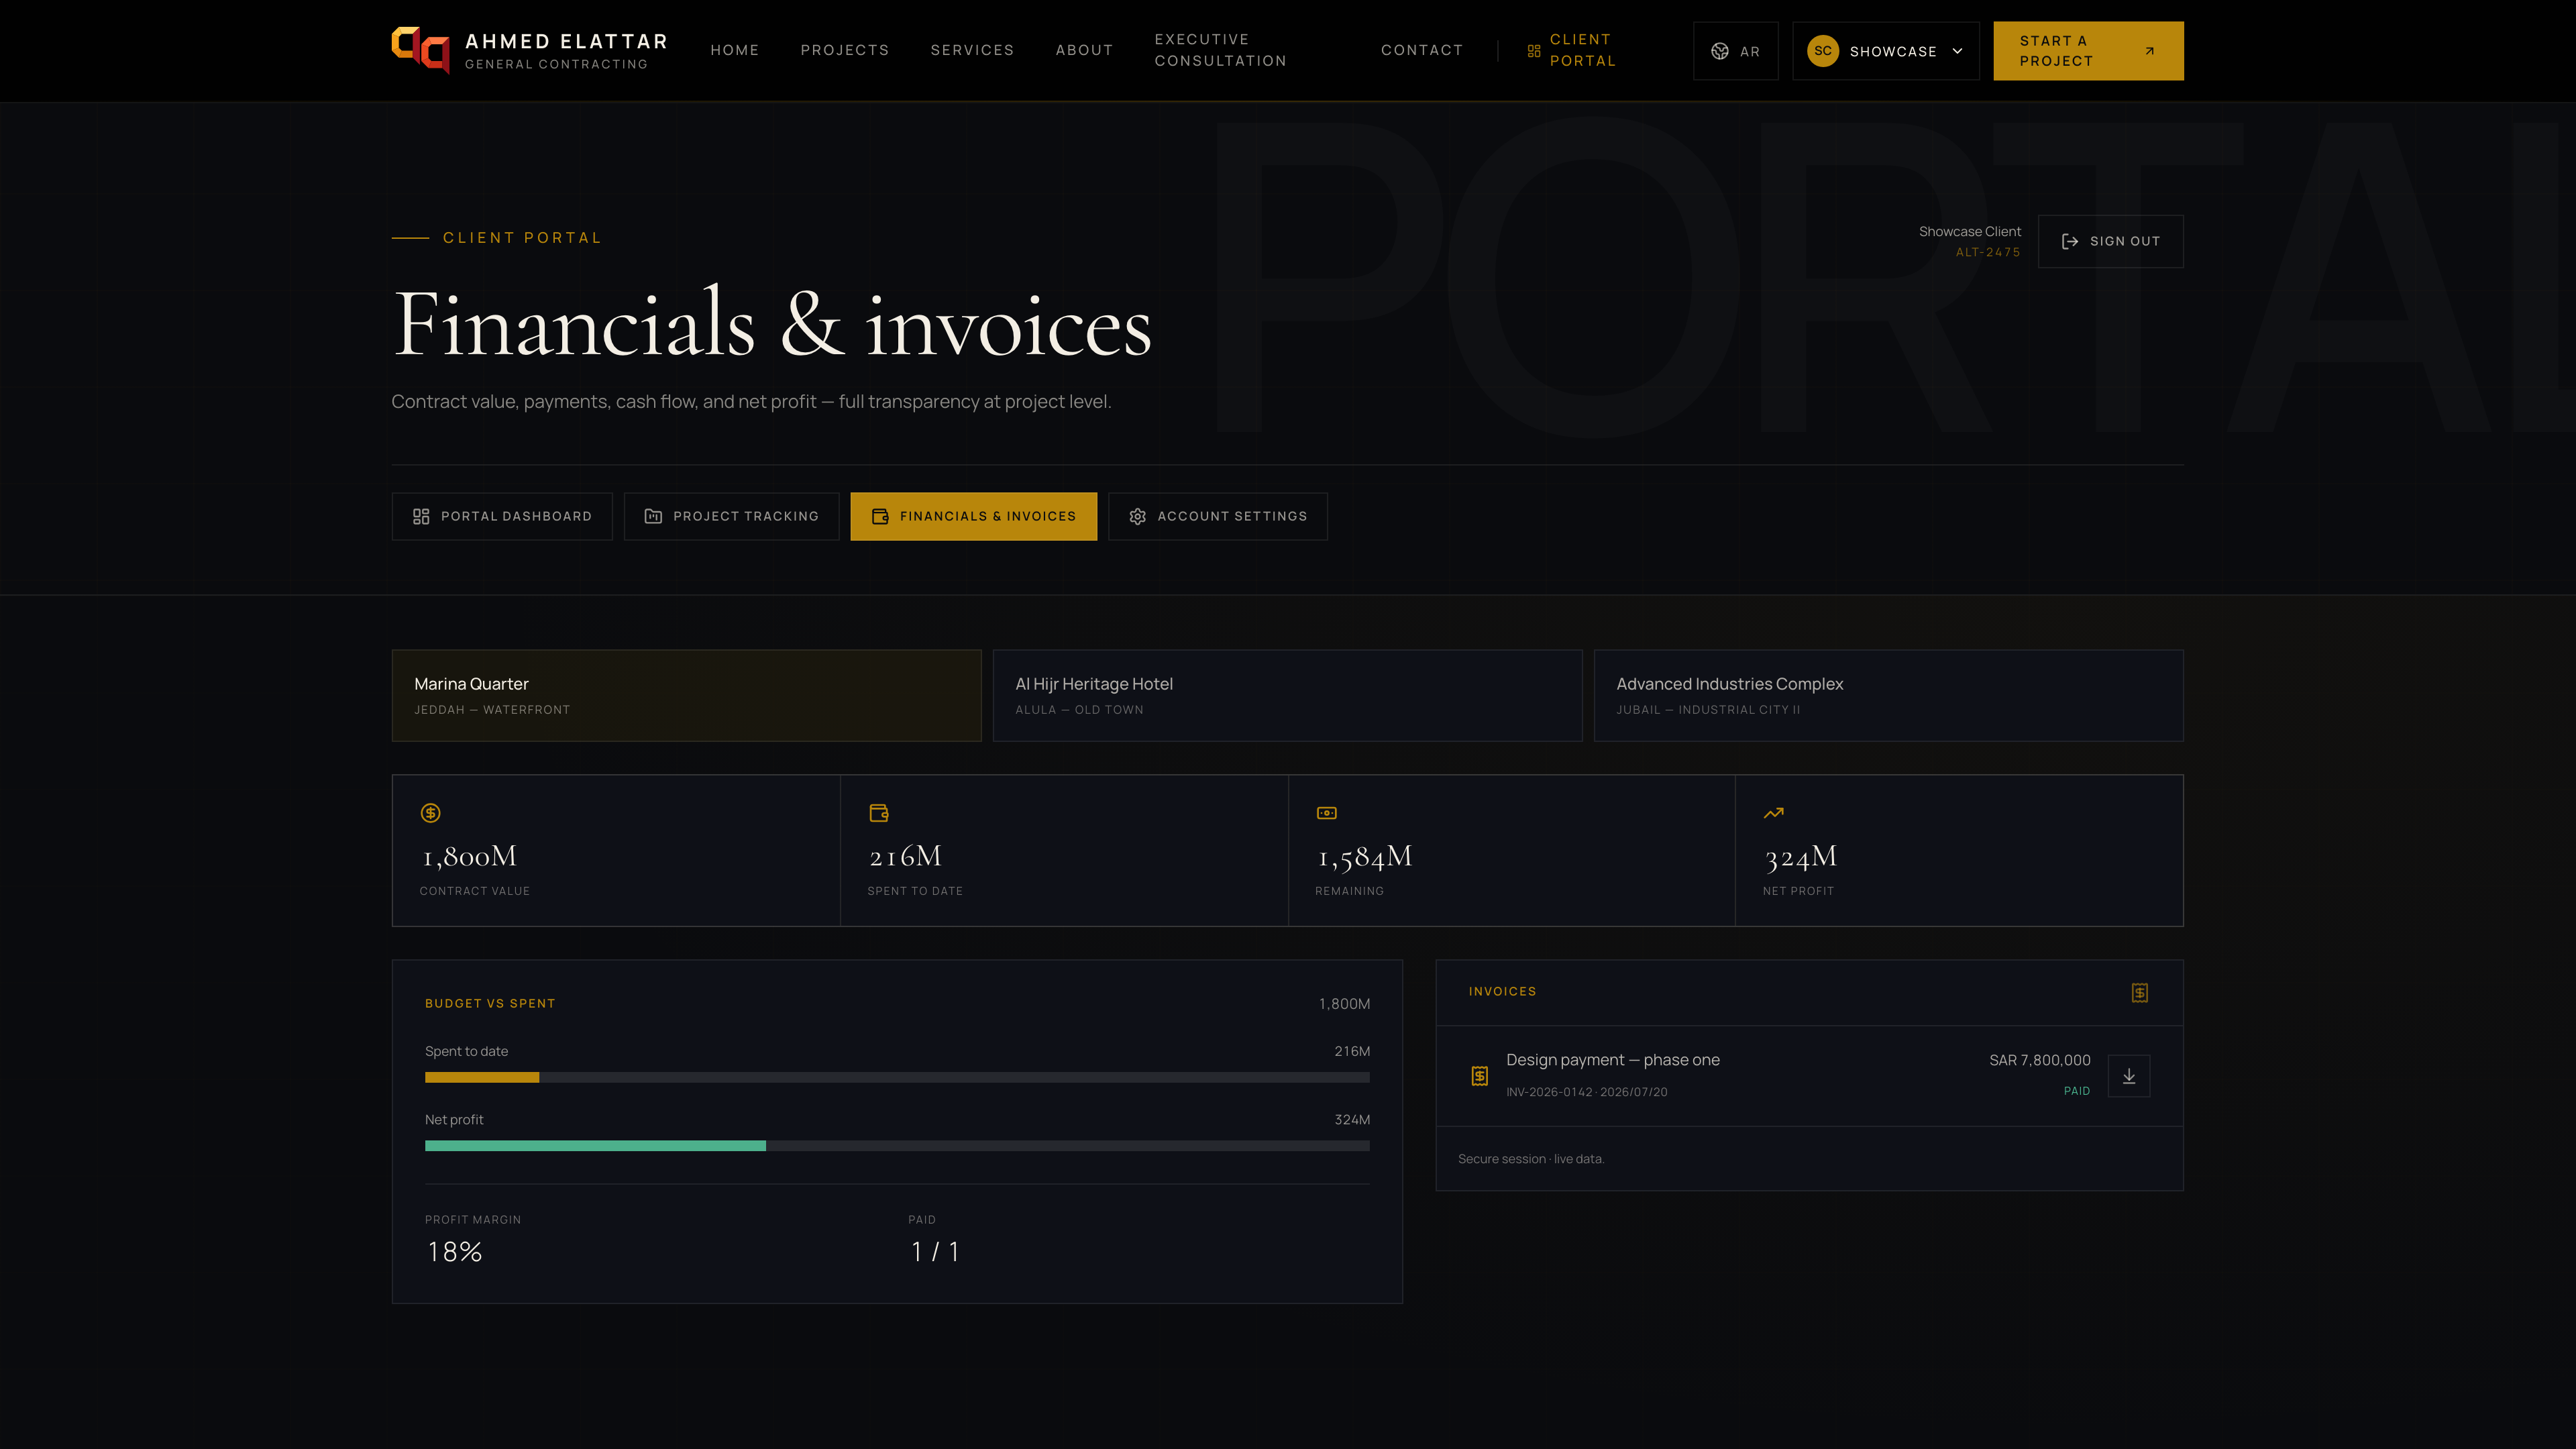 AHMED ELATTAR
GENERAL CONTRACTING
HOME
PROJECTS
SERVICES
ABOUT
EXECUTIVE
CONSULTATION
CONTACT
CLIENT
PORTAL
AR
SC
SHOWCASE
START A
PROJECT
PORTAL
CLIENT PORTAL
Showcase Client
ALT-2475
SIGN OUT
Financials & invoices
Contract value, payments, cash flow, and net profit — full transparency at project level.
PORTAL DASHBOARD
PROJECT TRACKING
FINANCIALS & INVOICES
ACCOUNT SETTINGS
Marina Quarter
JEDDAH — WATERFRONT
Al Hijr Heritage Hotel
ALULA — OLD TOWN
Advanced Industries Complex
JUBAIL — INDUSTRIAL CITY II
1,800M
CONTRACT VALUE
216M
SPENT TO DATE
1,584M
REMAINING
324M
NET PROFIT
BUDGET VS SPENT
1,800M
Spent to date
216M
Net profit
324M
PROFIT MARGIN
18%
PAID
1 / 1
INVOICES
Design payment — phase one
INV-2026-0142 · 2026/07/20
SAR 7,800,000
PAID
Secure session · live data.